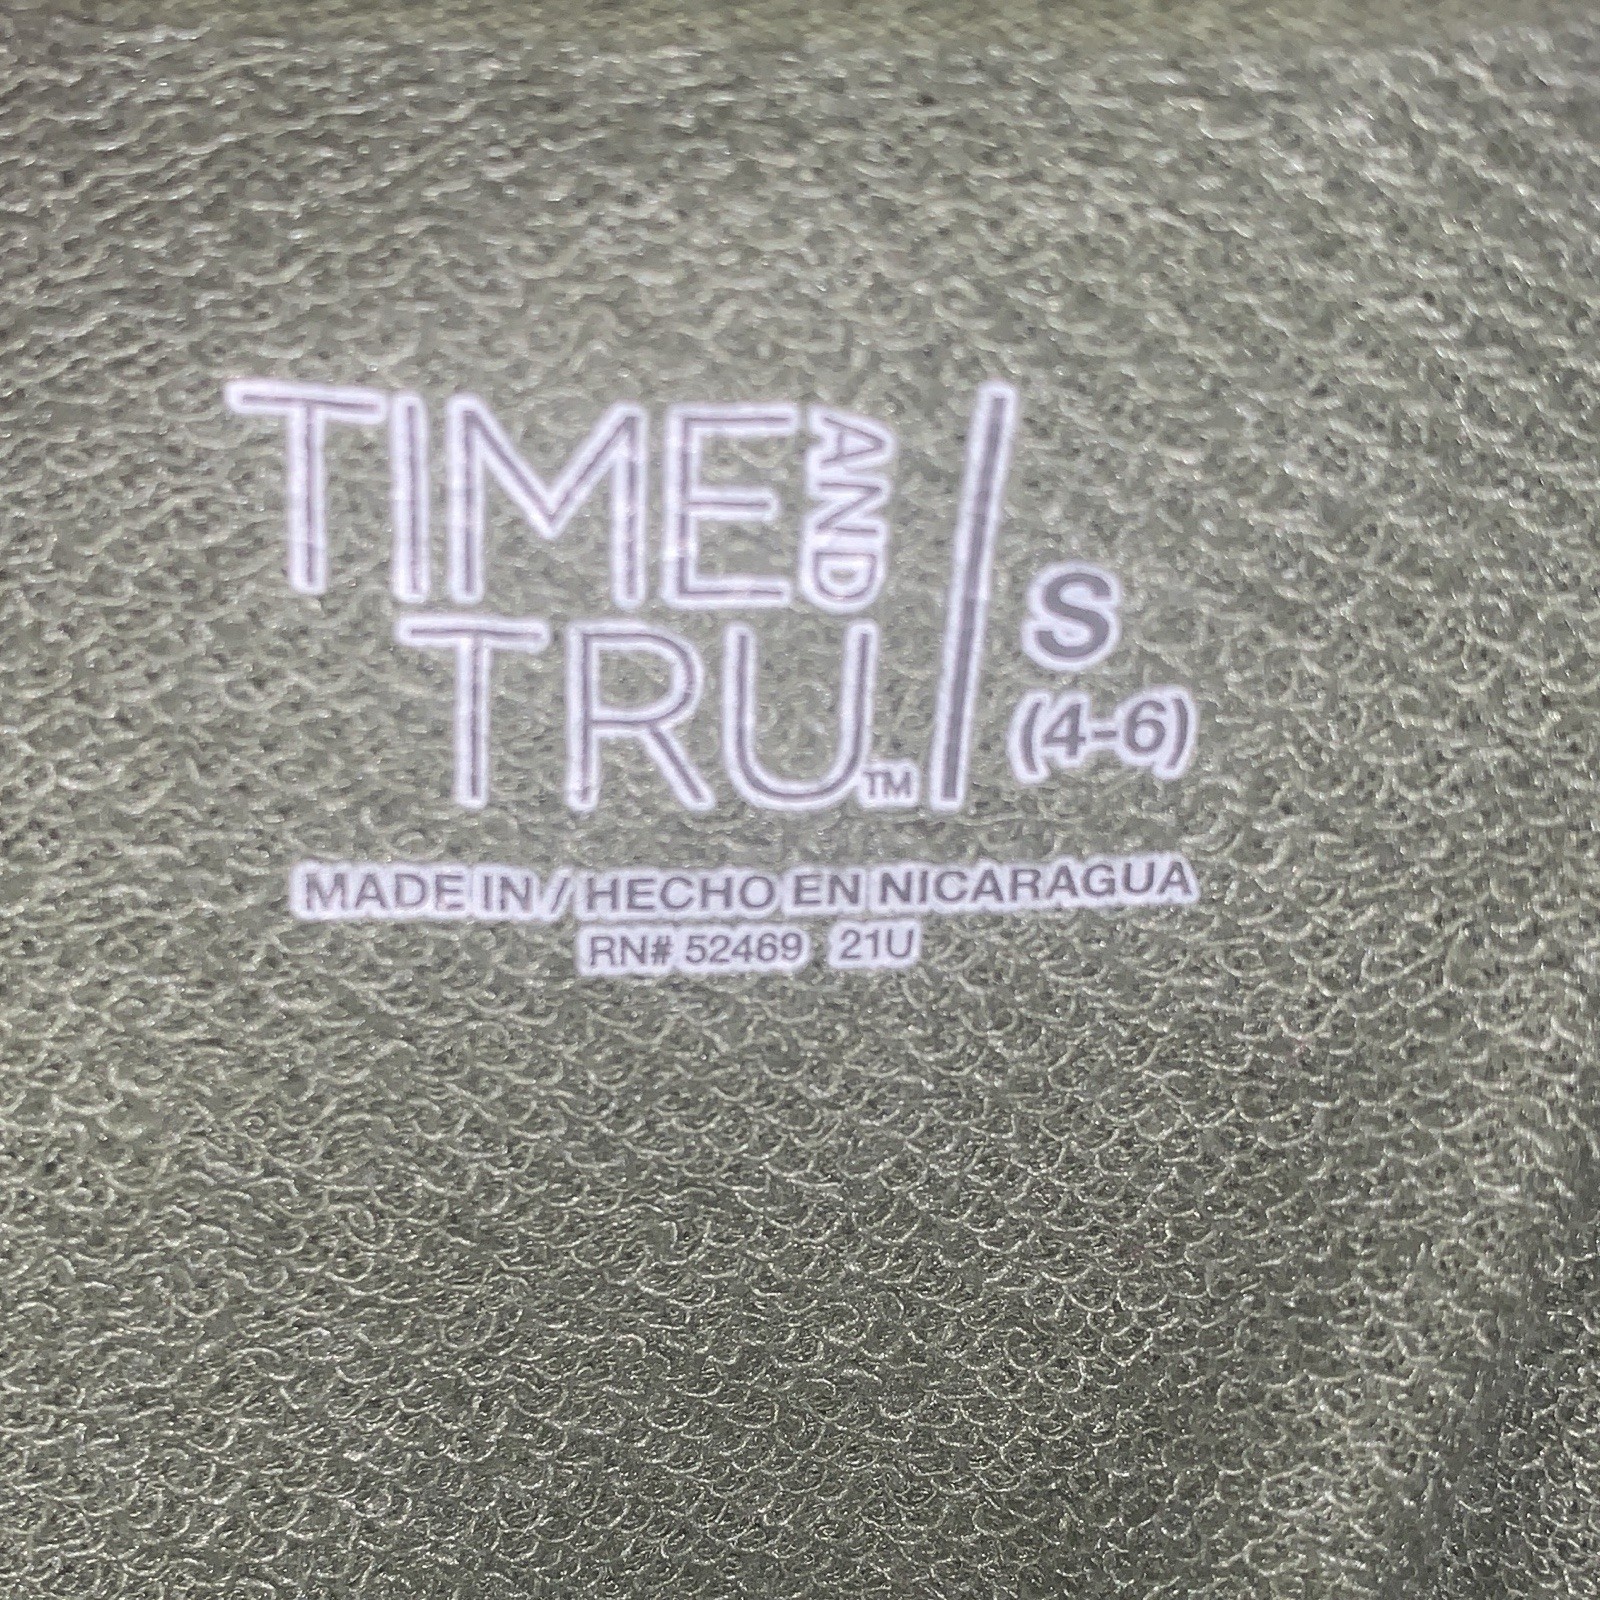 TIME AND
TRU™
S
(4-6)
MADE IN / HECHO EN NICARAGUA
RN# 52469 21U